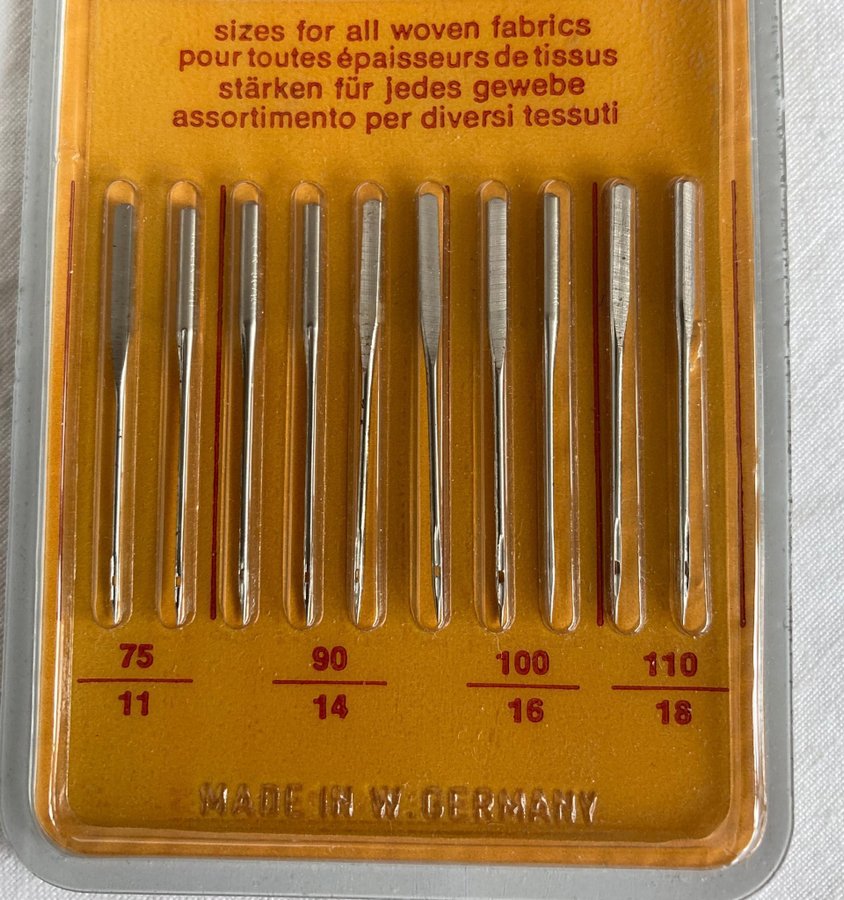 sizes for all woven fabrics
pour toutes épaisseurs de tissus
stärken für jedes gewebe
assortimento per diversi tessuti
75 90 100 110
11 14 16 18
MADE IN W. GERMANY